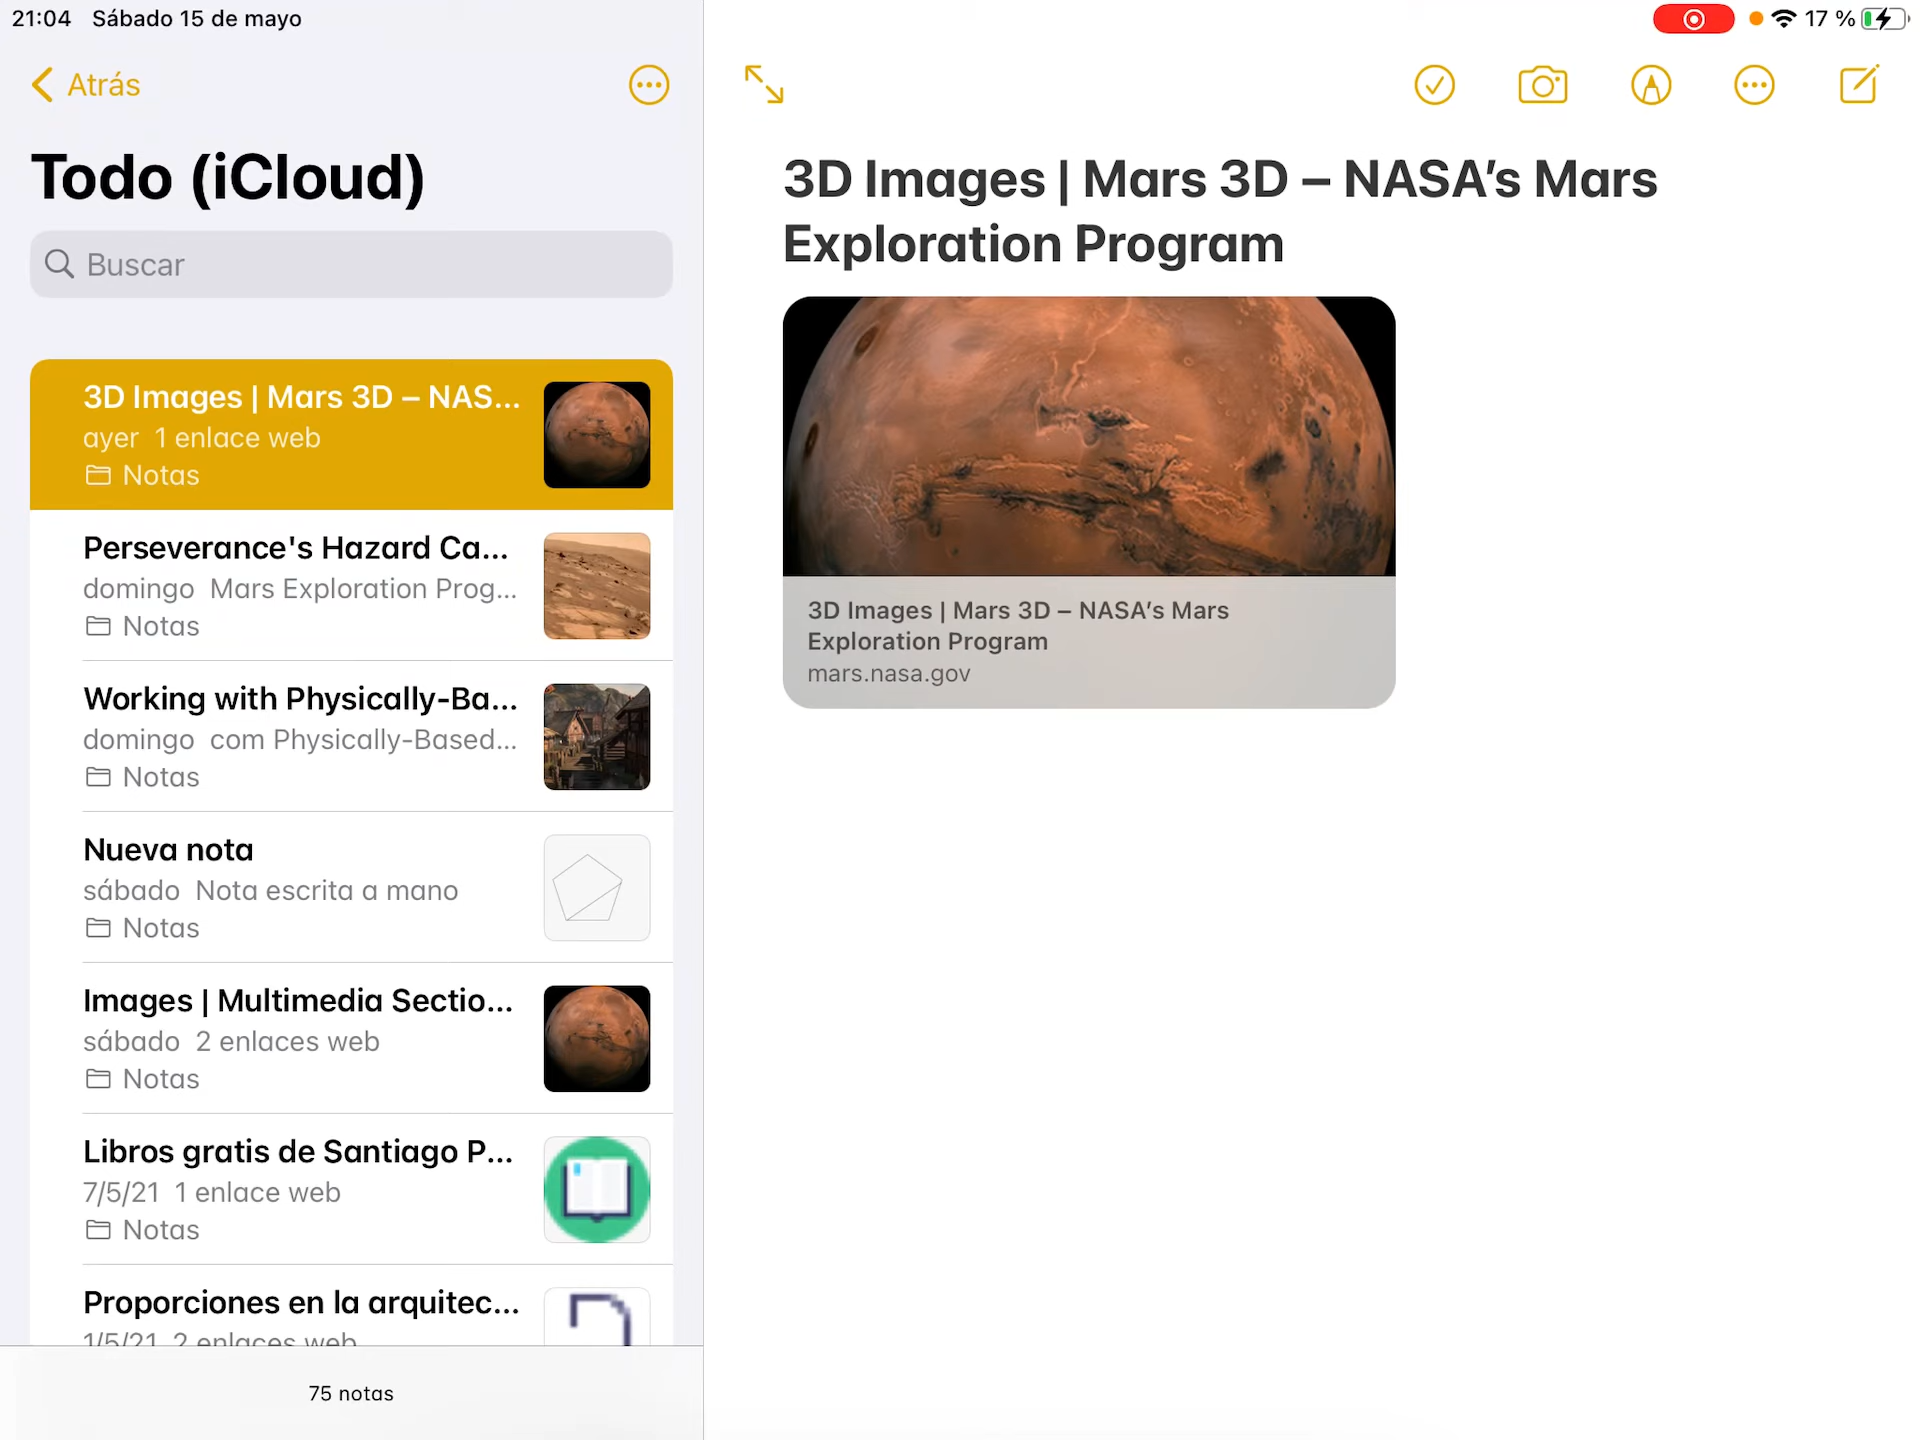 21:04 Sábado 15 de mayo
17 %
Atrás
Todo (iCloud)
Buscar
3D Images | Mars 3D – NAS...
ayer 1 enlace web
Notas
Perseverance's Hazard Ca...
domingo Mars Exploration Prog...
Notas
Working with Physically-Ba...
domingo com Physically-Based...
Notas
Nueva nota
sábado Nota escrita a mano
Notas
Images | Multimedia Sectio...
sábado 2 enlaces web
Notas
Libros gratis de Santiago P...
7/5/21 1 enlace web
Notas
Proporciones en la arquitec...
1/5/21 2 enlaces web
75 notas
3D Images | Mars 3D – NASA’s Mars
Exploration Program
3D Images | Mars 3D – NASA’s Mars
Exploration Program
mars.nasa.gov